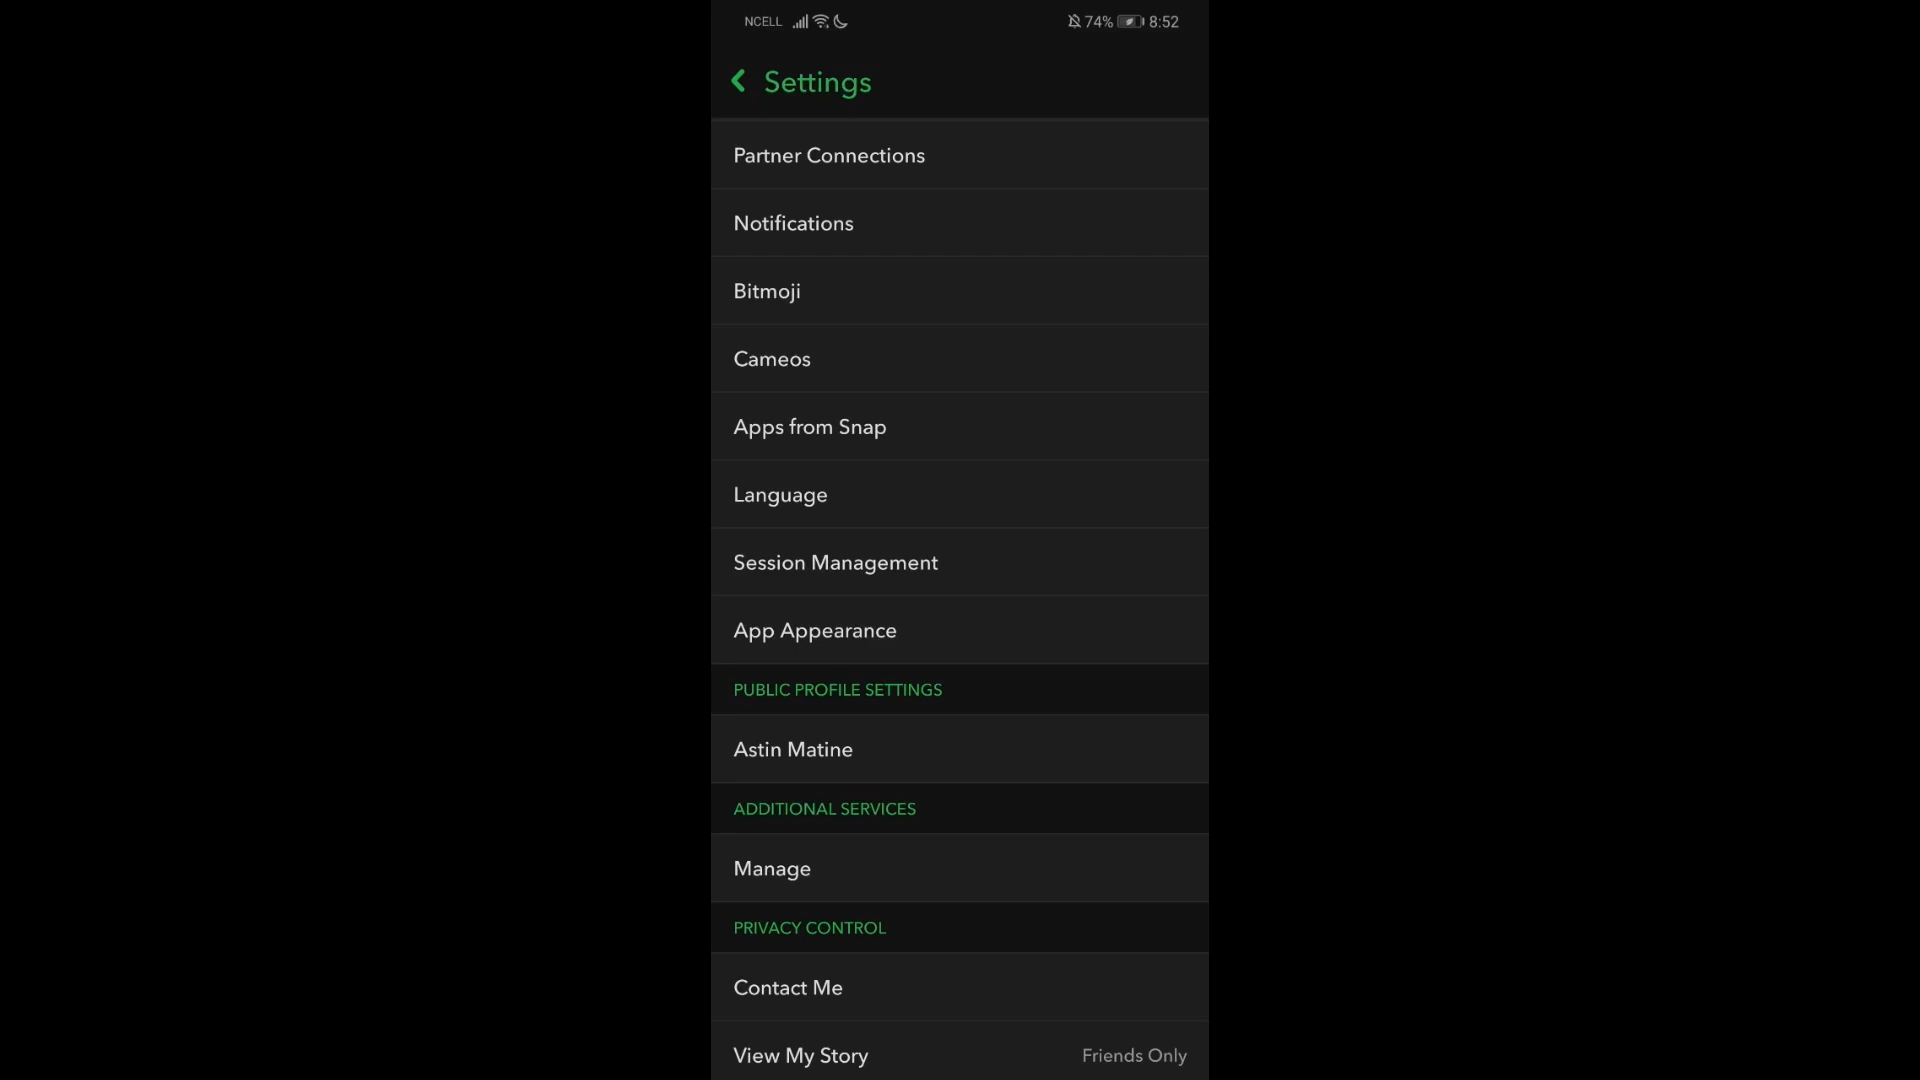 NCELL 74% 8:52
Settings
Partner Connections
Notifications
Bitmoji
Cameos
Apps from Snap
Language
Session Management
App Appearance
PUBLIC PROFILE SETTINGS
Astin Matine
ADDITIONAL SERVICES
Manage
PRIVACY CONTROL
Contact Me
View My Story Friends Only